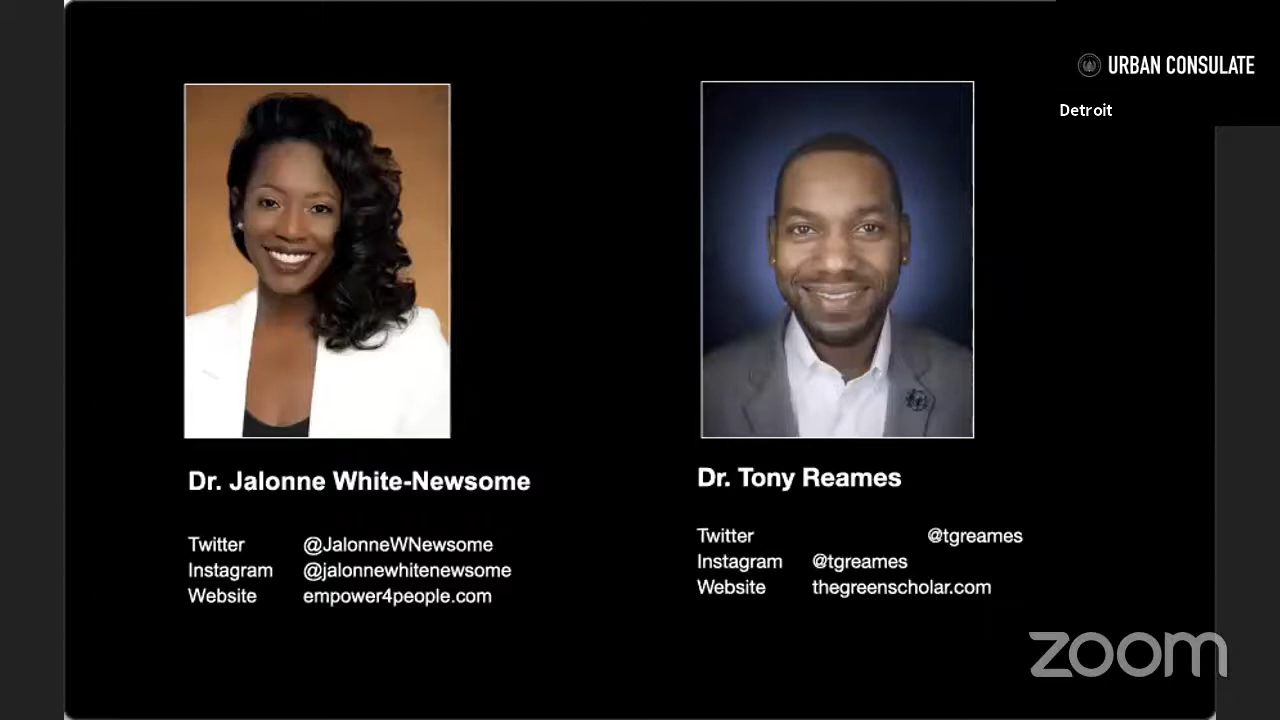 URBAN CONSULATE
Detroit
Dr. Jalonne White-Newsome
Twitter @JalonneWNewsome
Instagram @jalonnewhitenewsome
Website empower4people.com
Dr. Tony Reames
Twitter @tgreames
Instagram @tgreames
Website thegreenscholar.com
zoom